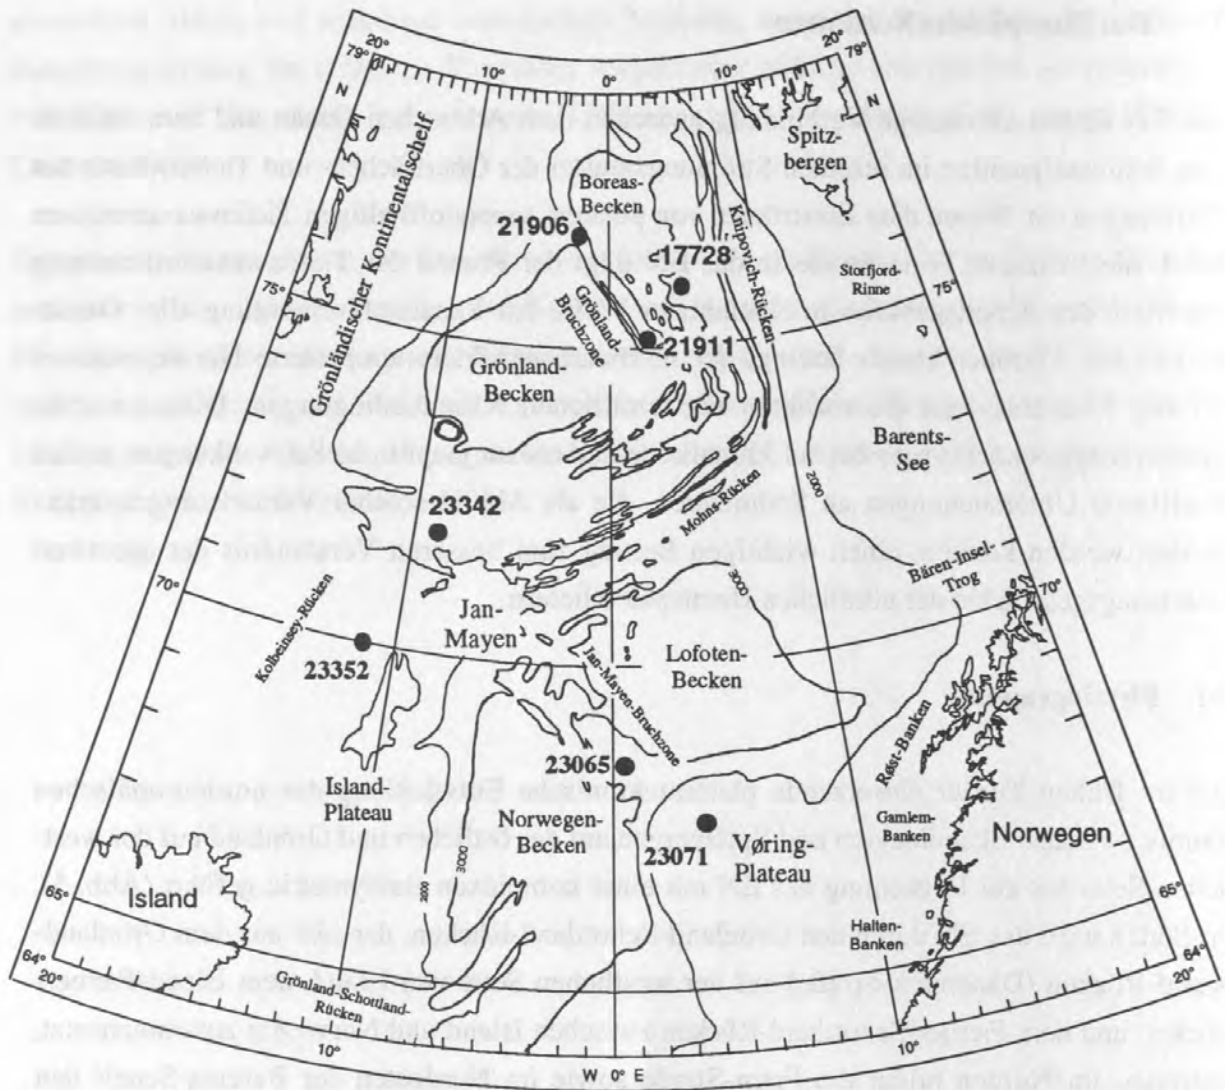 20°
10°
0°
10°
20°
79°
79°
N
N
Spitz-
bergen
Boreas-
Becken
21906
<17728
Knipovich-Rücken
Storfjord-
Rinne
Grönländischer Kontinentalschelf
75°
75°
Grönland-
Bruchzone
21911
Grönland-
Becken
Barents-
See
2000
23342
Mohns-Rücken
3000
Bären-insel-
Trog
70°
70°
Kolbeinsey-Rücken
Jan-
Mayen
23352
Lofoten-
Becken
Jan-Mayen-Bruchzone
23065
Røst-Banken
Island-
Plateau
Norwegen-
Becken
23071
Vøring-
Plateau
Gamlem-
Banken
Norwegen
2000
3000
Island
65°
65°
Halten-
Banken
64°
64°
20°
20°
Grönland-Schottland-
Rücken
10°
10°
W 0° E